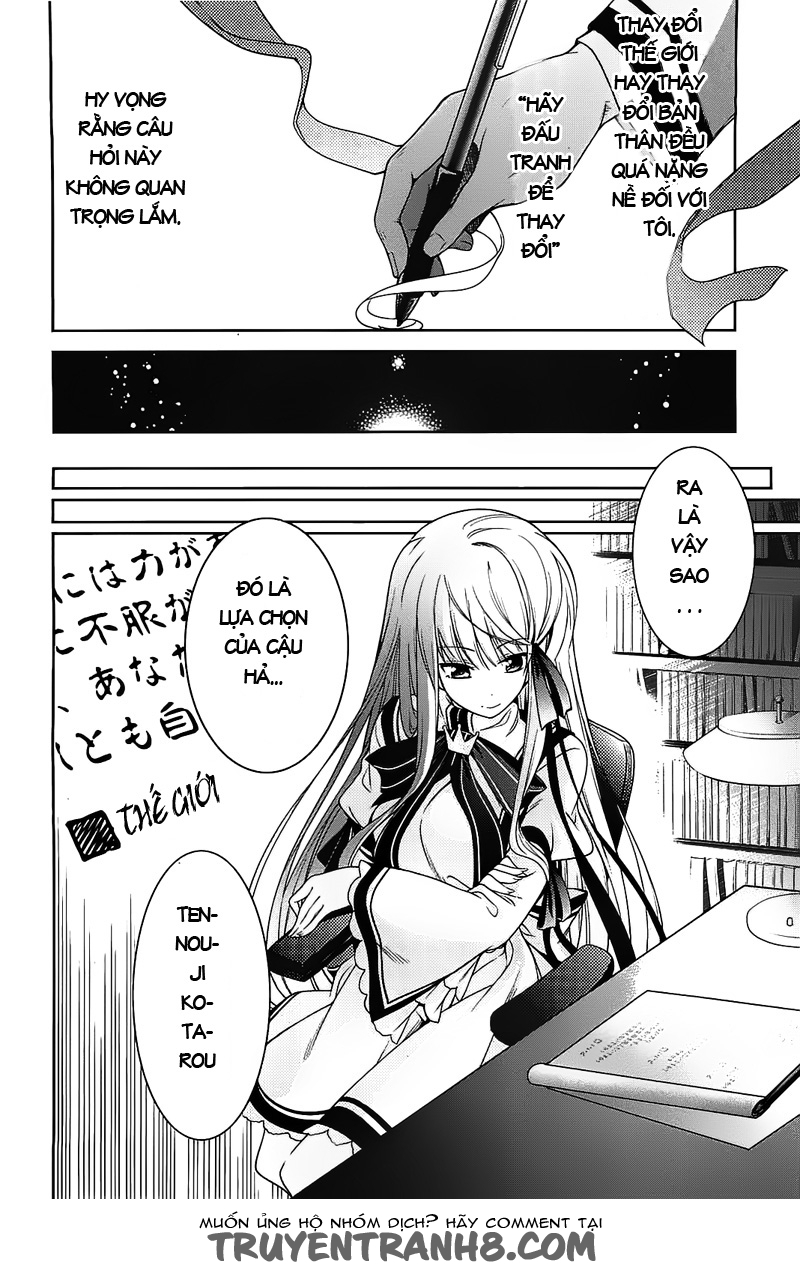 THAY ĐỔI
THẾ GIỚI
HAY THAY
ĐỔI BẢN
THÂN ĐỀU
QUÁ NẶNG
NỀ ĐỐI VỚI
TÔI.
“HÃY
ĐẤU
TRANH
ĐỂ
THAY
ĐỔI”
HY VỌNG
RẰNG CÂU
HỎI NÀY
KHÔNG QUAN
TRỌNG LẮM.
RA
LÀ
VẬY
SAO
...
ĐÓ LÀ
LỰA CHỌN
CỦA CẬU
HẢ...
には力が
に不服が
、あなた
とも自
THẾ GIỚI
TEN-
NOU-
JI
KO-
TA-
ROU
MUỐN ỦNG HỘ NHÓM DỊCH? HÃY COMMENT TẠI
TRUYENTRANH8.COM